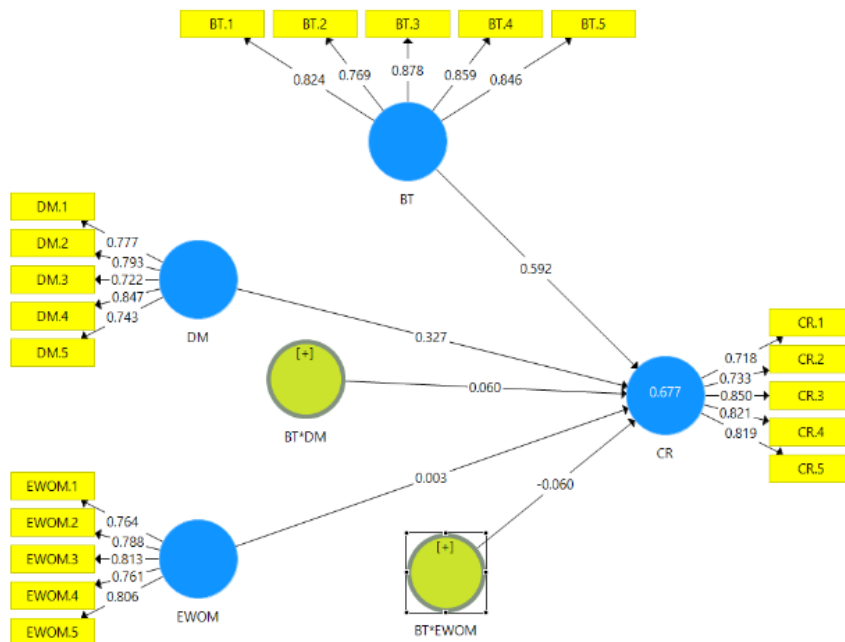 BT.1 BT.2 BT.3 BT.4 BT.5
0.824 0.769 0.878 0.859 0.846
BT
DM.1
DM.2
DM.3
DM.4
DM.5
0.777
0.793
0.722
0.847
0.743
DM
0.592
0.327
[+]
BT*DM
0.060
0.677
CR
CR.1
CR.2
CR.3
CR.4
CR.5
0.718
0.733
0.850
0.821
0.819
EWOM.1
EWOM.2
EWOM.3
EWOM.4
EWOM.5
0.764
0.788
0.813
0.761
0.806
EWOM
0.003
-0.060
[+]
BT*EWOM